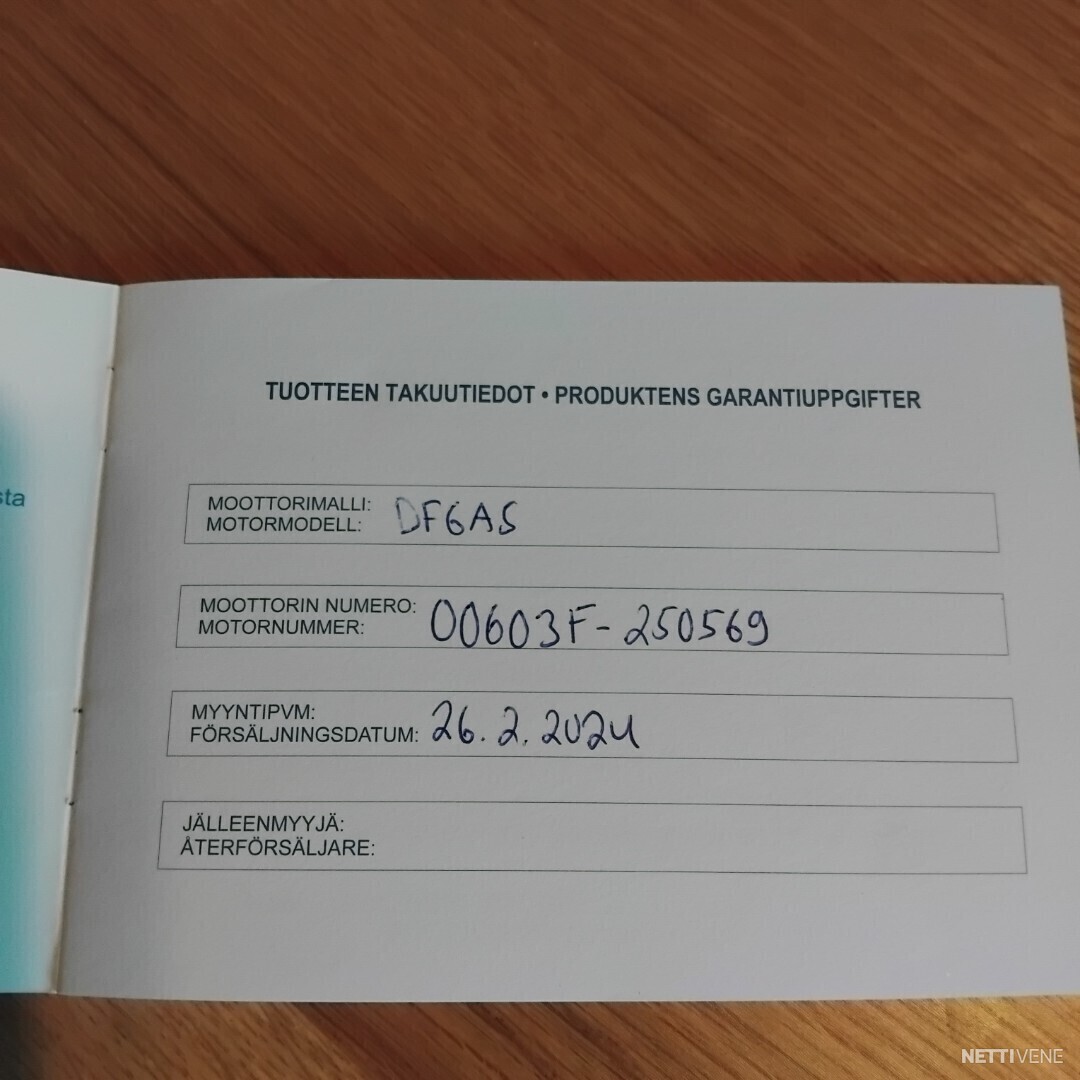 sta
TUOTTEEN TAKUUTIEDOT • PRODUKTENS GARANTIUPPGIFTER
MOOTTORIMALLI: DF6AS
MOTORMODELL:
MOOTTORIN NUMERO: 00603F-250569
MOTORNUMMER:
MYYNTIPVM:
FÖRSÄLJNINGSDATUM: 26.2.2024
JÄLLEENMYYJÄ:
ÅTERFÖRSÄLJARE:
NETTIVENE